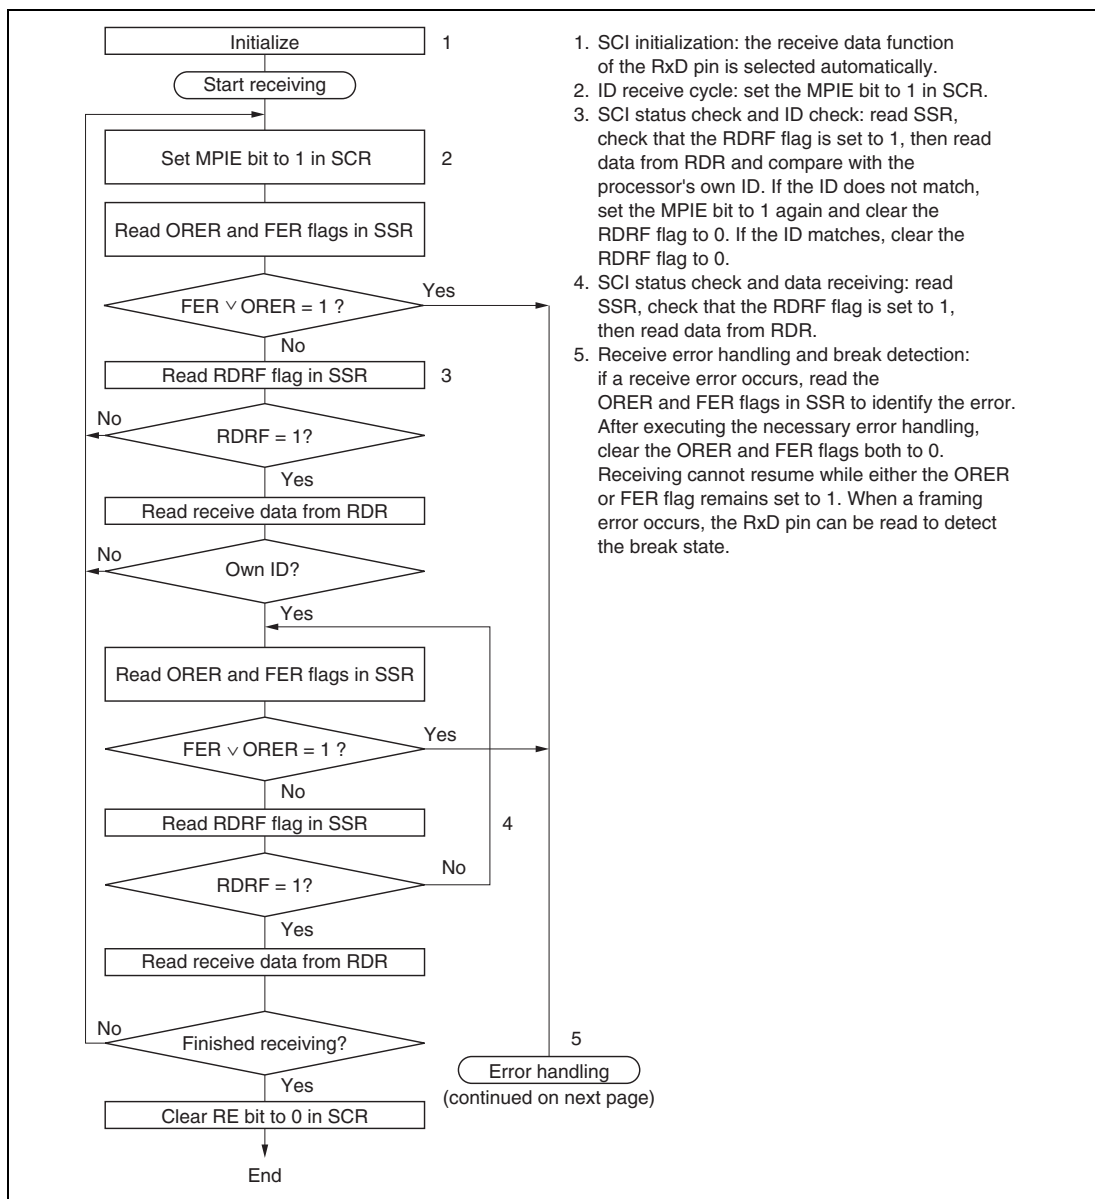 Initialize 1
Start receiving
Set MPIE bit to 1 in SCR 2
Read ORER and FER flags in SSR
FER ∨ ORER = 1 ?
Yes
No
Read RDRF flag in SSR 3
No
RDRF = 1?
Yes
Read receive data from RDR
No
Own ID?
Yes
Read ORER and FER flags in SSR
FER ∨ ORER = 1 ?
Yes
No
Read RDRF flag in SSR 4
RDRF = 1?
No
Yes
Read receive data from RDR
No
Finished receiving?
Yes
Clear RE bit to 0 in SCR
End
5
Error handling
(continued on next page)
1. SCI initialization: the receive data function
of the RxD pin is selected automatically.
2. ID receive cycle: set the MPIE bit to 1 in SCR.
3. SCI status check and ID check: read SSR,
check that the RDRF flag is set to 1, then read
data from RDR and compare with the
processor's own ID. If the ID does not match,
set the MPIE bit to 1 again and clear the
RDRF flag to 0. If the ID matches, clear the
RDRF flag to 0.
4. SCI status check and data receiving: read
SSR, check that the RDRF flag is set to 1,
then read data from RDR.
5. Receive error handling and break detection:
if a receive error occurs, read the
ORER and FER flags in SSR to identify the error.
After executing the necessary error handling,
clear the ORER and FER flags both to 0.
Receiving cannot resume while either the ORER
or FER flag remains set to 1. When a framing
error occurs, the RxD pin can be read to detect
the break state.